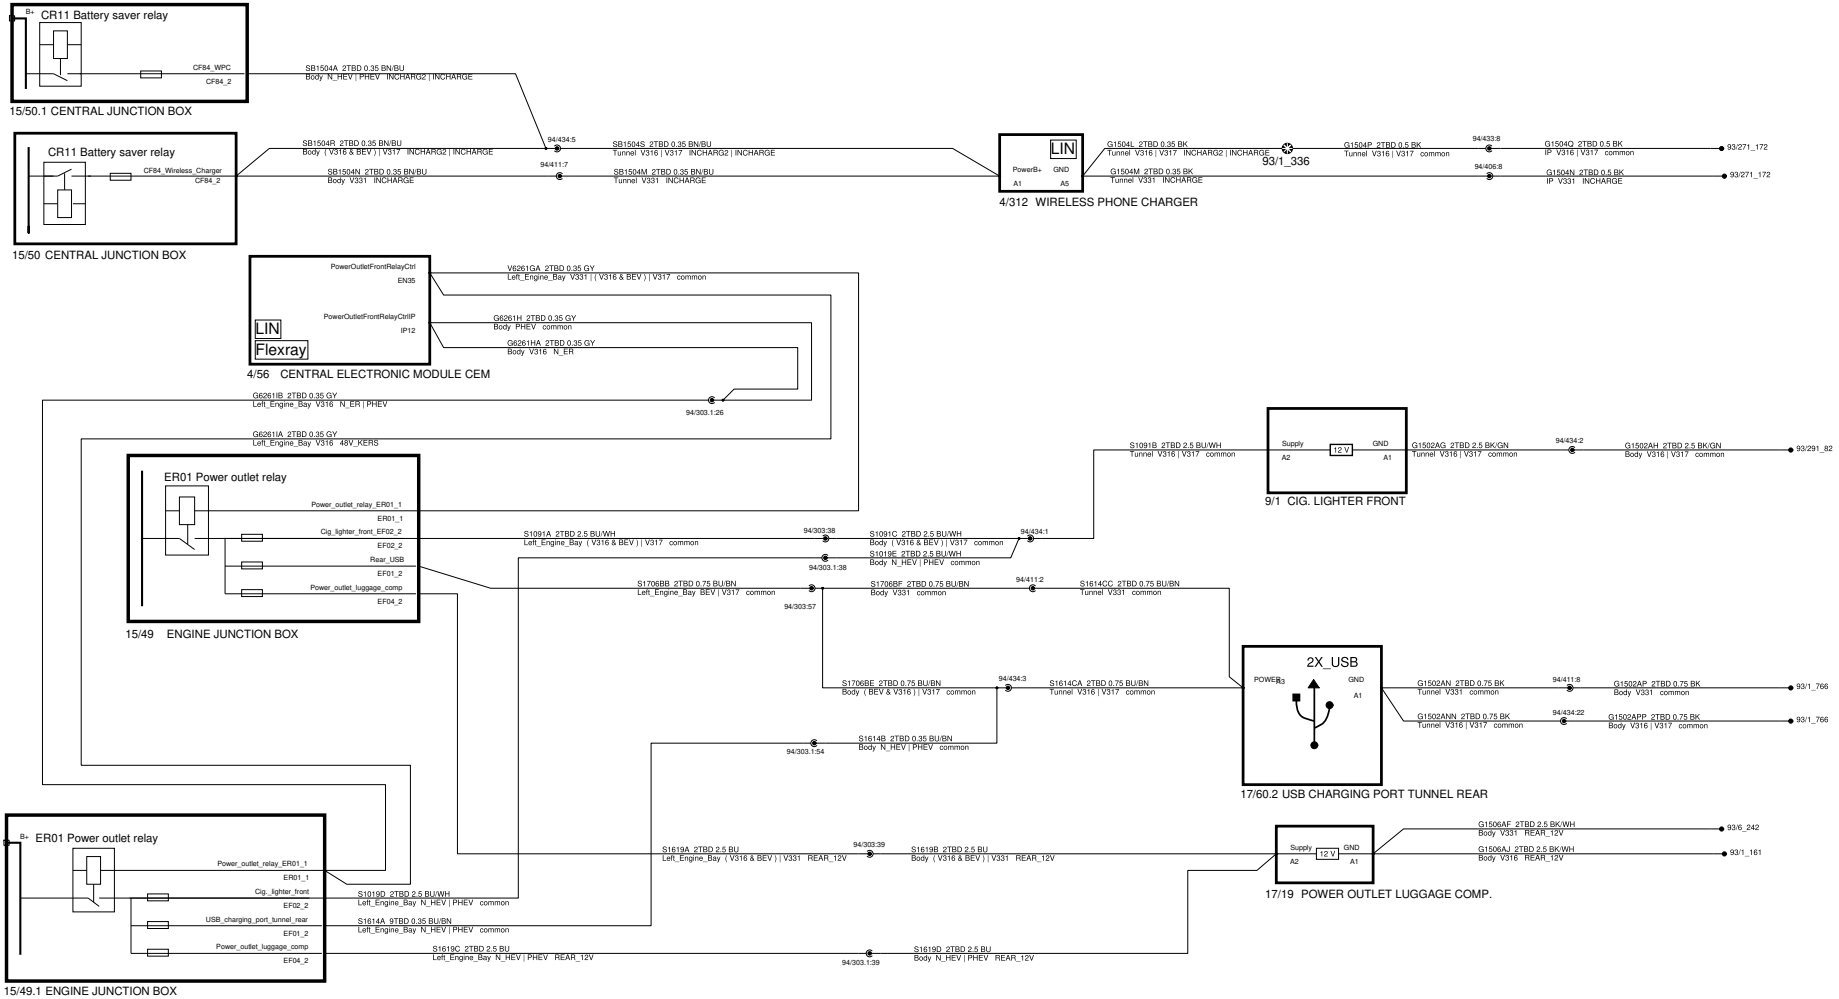 B+ CR11 Battery saver relay
CF84_WPC
CF84_2
15/50.1 CENTRAL JUNCTION BOX
SB1504A 2TBD 0.35 BN/BU
Body N_HEV | PHEV INCHARG2 | INCHARGE
CR11 Battery saver relay
CF84_Wireless_Charger
CF84_2
15/50 CENTRAL JUNCTION BOX
SB1504R 2TBD 0.35 BN/BU
Body ( V316 & BEV ) | V317 INCHARG2 | INCHARGE
SB1504N 2TBD 0.35 BN/BU
Body V331 INCHARGE
94/434:5
94/411:7
SB1504S 2TBD 0.35 BN/BU
Tunnel V316 | V317 INCHARG2 | INCHARGE
SB1504M 2TBD 0.35 BN/BU
Tunnel V331 INCHARGE
LIN
PowerB+ GND
A1 A5
4/312 WIRELESS PHONE CHARGER
G1504L 2TBD 0.35 BK
Tunnel V316 | V317 INCHARG2 | INCHARGE
93/1_336
G1504M 2TBD 0.35 BK
Tunnel V331 INCHARGE
G1504P 2TBD 0.5 BK
Tunnel V316 | V317 common
94/433:8
94/406:8
G1504Q 2TBD 0.5 BK
IP V316 | V317 common
93/271_172
G1504N 2TBD 0.5 BK
IP V331 INCHARGE
93/271_172
PowerOutletFrontRelayCtrl
EN35
PowerOutletFrontRelayCtrlIP
IP12
LIN
Flexray
4/56 CENTRAL ELECTRONIC MODULE CEM
V6261GA 2TBD 0.35 GY
Left_Engine_Bay V331 | ( V316 & BEV ) | V317 common
G6261H 2TBD 0.35 GY
Body PHEV common
G6261HA 2TBD 0.35 GY
Body V316 N_ER
G6261IB 2TBD 0.35 GY
Left_Engine_Bay V316 N_ER | PHEV
94/303.1:26
G6261IA 2TBD 0.35 GY
Left_Engine_Bay V316 48V_KERS
ER01 Power outlet relay
Power_outlet_relay_ER01_1
ER01_1
Cig_lighter_front_EF02_2
EF02_2
Rear_USB
EF01_2
Power_outlet_luggage_comp
EF04_2
15/49 ENGINE JUNCTION BOX
S1091A 2TBD 2.5 BU/WH
Left_Engine_Bay ( V316 & BEV ) | V317 common
94/303:38
S1091C 2TBD 2.5 BU/WH
Body ( V316 & BEV ) | V317 common
94/434:1
94/303.1:38
S1019E 2TBD 2.5 BU/WH
Body N_HEV | PHEV common
S1091B 2TBD 2.5 BU/WH
Tunnel V316 | V317 common
Supply 12 V GND
A2 A1
9/1 CIG. LIGHTER FRONT
G1502AG 2TBD 2.5 BK/GN
Tunnel V316 | V317 common
94/434:2
G1502AH 2TBD 2.5 BK/GN
Body V316 | V317 common
93/291_82
S1706BB 2TBD 0.75 BU/BN
Left_Engine_Bay BEV | V317 common
94/303:57
S1706BF 2TBD 0.75 BU/BN
Body V331 common
94/411:2
S1614CC 2TBD 0.75 BU/BN
Tunnel V331 common
S1706BE 2TBD 0.75 BU/BN
Body ( BEV & V316 ) | V317 common
94/434:3
S1614CA 2TBD 0.75 BU/BN
Tunnel V316 | V317 common
94/303.1:54
S1614B 2TBD 0.35 BU/BN
Body N_HEV | PHEV common
2X_USB
POWER GND
A3 A1
17/60.2 USB CHARGING PORT TUNNEL REAR
G1502AN 2TBD 0.75 BK
Tunnel V331 common
94/411:8
G1502AP 2TBD 0.75 BK
Body V331 common
93/1_766
G1502ANN 2TBD 0.75 BK
Tunnel V316 | V317 common
94/434:22
G1502APP 2TBD 0.75 BK
Body V316 | V317 common
93/1_766
B+ ER01 Power outlet relay
Power_outlet_relay_ER01_1
ER01_1
Cig._lighter_front
EF02_2
USB_charging_port_tunnel_rear
EF01_2
Power_outlet_luggage_comp
EF04_2
15/49.1 ENGINE JUNCTION BOX
S1619A 2TBD 2.5 BU
Left_Engine_Bay ( V316 & BEV ) | V331 REAR_12V
94/303:39
S1619B 2TBD 2.5 BU
Body ( V316 & BEV ) | V331 REAR_12V
S1019D 2TBD 2.5 BU/WH
Left_Engine_Bay N_HEV | PHEV common
S1614A 9TBD 0.35 BU/BN
Left_Engine_Bay N_HEV | PHEV common
S1619C 2TBD 2.5 BU
Left_Engine_Bay N_HEV | PHEV REAR_12V
94/303.1:39
S1619D 2TBD 2.5 BU
Body N_HEV | PHEV REAR_12V
Supply 12 V GND
A2 A1
17/19 POWER OUTLET LUGGAGE COMP.
G1506AF 2TBD 2.5 BK/WH
Body V331 REAR_12V
93/6_242
G1506AJ 2TBD 2.5 BK/WH
Body V316 REAR_12V
93/1_161